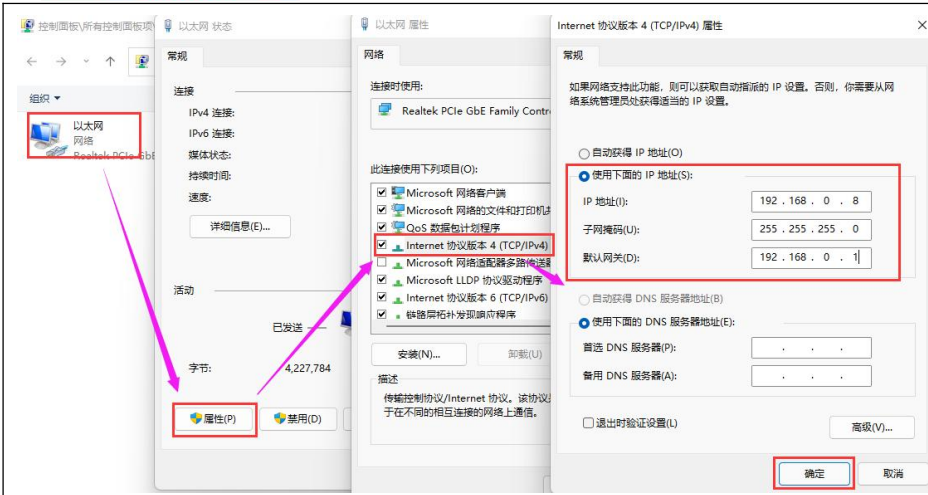 控制面板\所有控制面板项\
组织
以太网
网络
Realtek PCIe GbE
以太网 状态
常规
连接
IPv4 连接:
IPv6 连接:
媒体状态:
持续时间:
速度:
详细信息(E)...
活动
已发送
字节:
4,227,784
属性(P)
禁用(D)
以太网 属性
网络
连接时使用:
Realtek PCIe GbE Family Contr
此连接使用下列项目(O):
Microsoft 网络客户端
Microsoft 网络的文件和打印机共
QoS 数据包计划程序
Internet 协议版本 4 (TCP/IPv4)
Microsoft 网络适配器多路传送器
Microsoft LLDP 协议驱动程序
Internet 协议版本 6 (TCP/IPv6)
链路层拓扑发现响应程序
安装(N)...
卸载(U)
描述
传输控制协议/Internet 协议。该协议是
于在不同的相互连接的网络上通信。
Internet 协议版本 4 (TCP/IPv4) 属性
常规
如果网络支持此功能，则可以获取自动指派的 IP 设置。否则，你需要从网
络系统管理员处获得适当的 IP 设置。
自动获得 IP 地址(O)
使用下面的 IP 地址(S):
IP 地址(I):
192 . 168 . 0 . 8
子网掩码(U):
255 . 255 . 255 . 0
默认网关(D):
192 . 168 . 0 . 1
自动获得 DNS 服务器地址(B)
使用下面的 DNS 服务器地址(E):
首选 DNS 服务器(P):
备用 DNS 服务器(A):
退出时验证设置(L)
高级(V)...
确定
取消